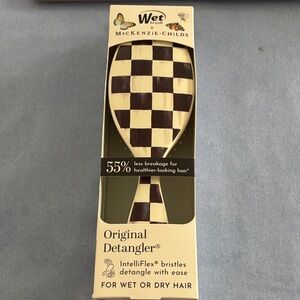 Wet
brush
MACKENZIE-CHILDS
55% less breakage for
healthier-looking hair*
Original
Detangler®
IntelliFlex® bristles
detangle with ease
FOR WET OR DRY HAIR